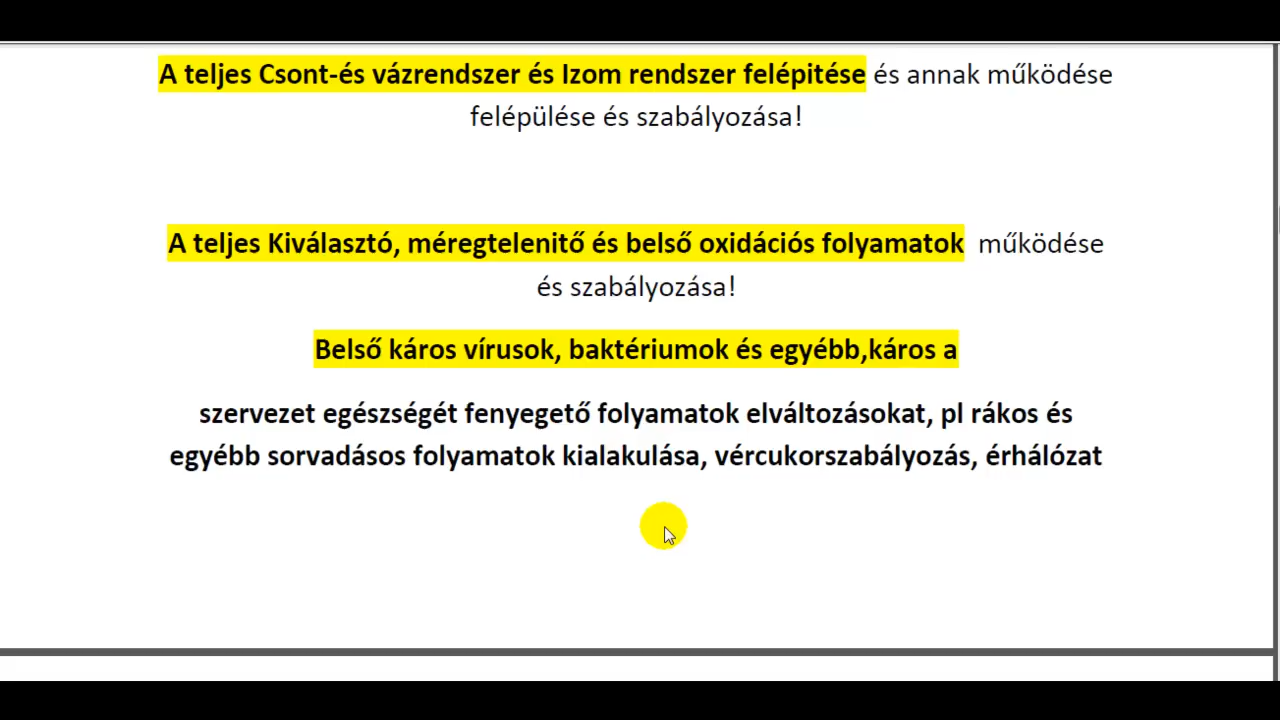 A teljes Csont-és vázrendszer és Izom rendszer felépitése és annak működése
felépülése és szabályozása!
A teljes Kiválasztó, méregtelenitő és belső oxidációs folyamatok működése
és szabályozása!
Belső káros vírusok, baktériumok és egyébb,káros a
szervezet egészségét fenyegető folyamatok elváltozásokat, pl rákos és
egyébb sorvadásos folyamatok kialakulása, vércukorszabályozás, érhálózat